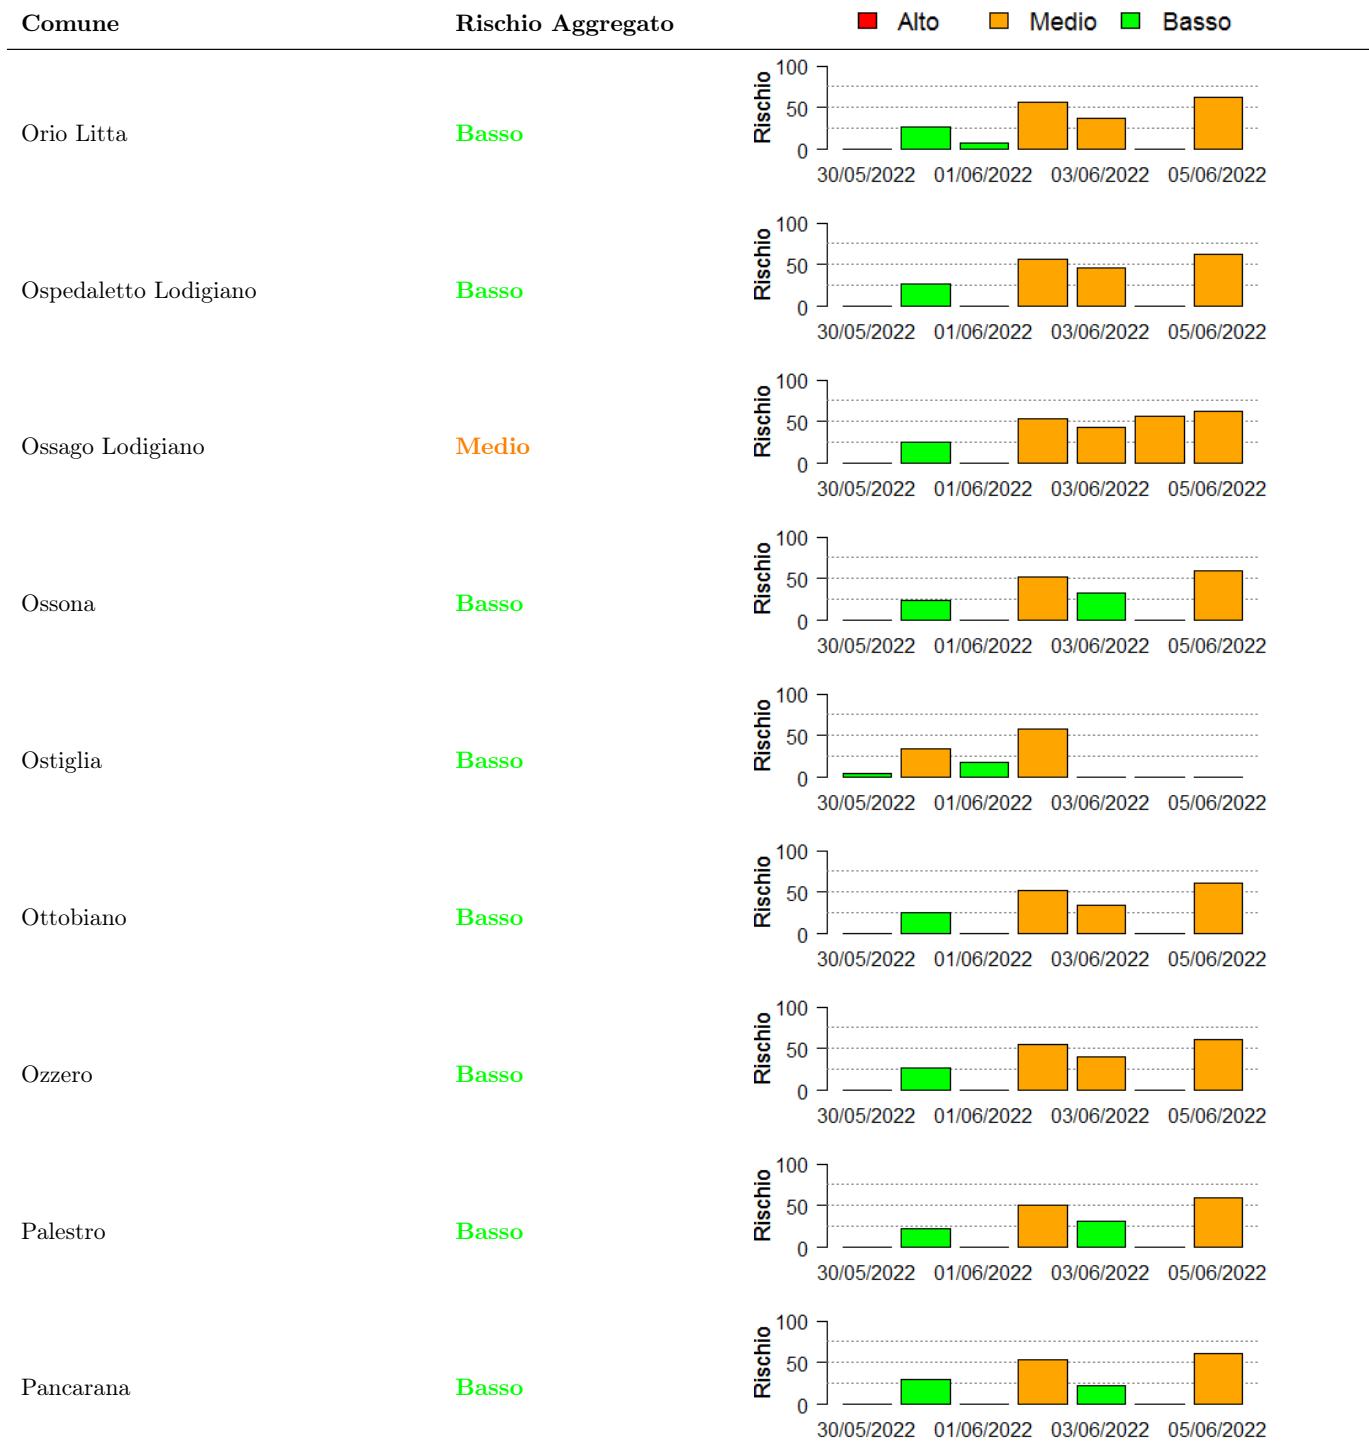 Comune Rischio Aggregato Alto Medio Basso
100
50
0
Rischio
Orio Litta Basso
30/05/2022 01/06/2022 03/06/2022 05/06/2022
100
50
0
Rischio
Ospedaletto Lodigiano Basso
30/05/2022 01/06/2022 03/06/2022 05/06/2022
100
50
0
Rischio
Ossago Lodigiano Medio
30/05/2022 01/06/2022 03/06/2022 05/06/2022
100
50
0
Rischio
Ossona Basso
30/05/2022 01/06/2022 03/06/2022 05/06/2022
100
50
0
Rischio
Ostiglia Basso
30/05/2022 01/06/2022 03/06/2022 05/06/2022
100
50
0
Rischio
Ottobiano Basso
30/05/2022 01/06/2022 03/06/2022 05/06/2022
100
50
0
Rischio
Ozzero Basso
30/05/2022 01/06/2022 03/06/2022 05/06/2022
100
50
0
Rischio
Palestro Basso
30/05/2022 01/06/2022 03/06/2022 05/06/2022
100
50
0
Rischio
Pancarana Basso
30/05/2022 01/06/2022 03/06/2022 05/06/2022